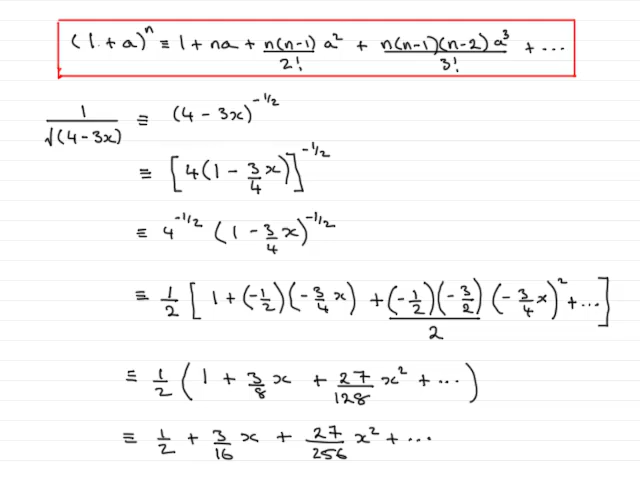 (1 + a)^n ≡ 1 + na + n(n-1)/2! a² + n(n-1)(n-2)a³/3! + ...
1/√(4-3x) ≡ (4 - 3x)^(-1/2)
≡ [4(1 - 3/4 x)]^(-1/2)
≡ 4^(-1/2) (1 - 3/4 x)^(-1/2)
≡ 1/2 [1 + (-1/2)(-3/4 x) + (-1/2)(-3/2)/2 (-3/4 x)² + ...]
≡ 1/2 (1 + 3/8 x + 27/128 x² + ...)
≡ 1/2 + 3/16 x + 27/256 x² + ...